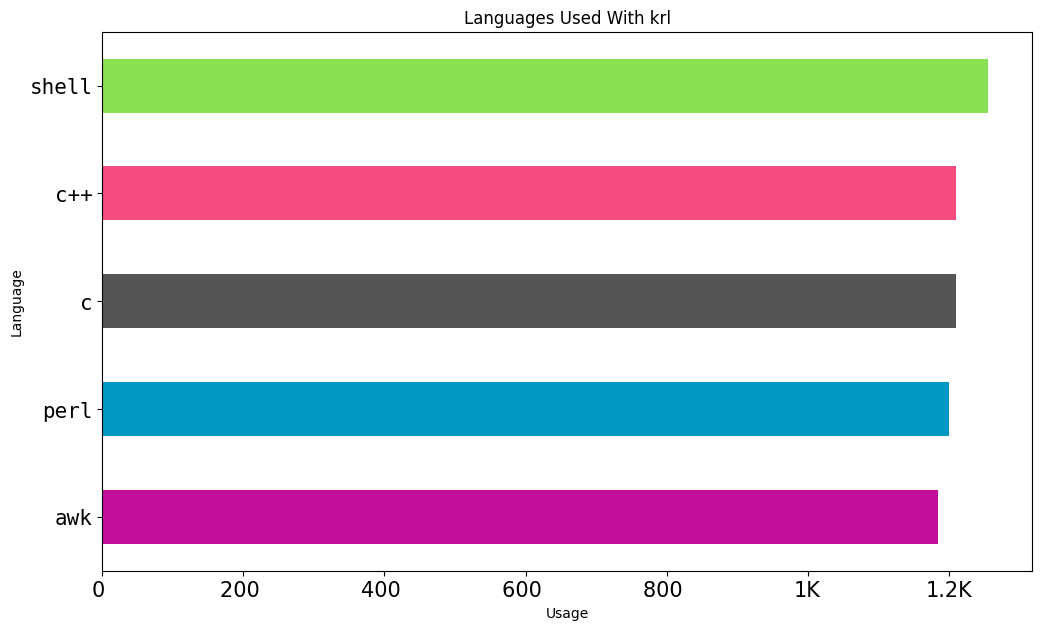 Languages Used With krl
shell
c++
c
perl
awk
Language
0 200 400 600 800 1K 1.2K
Usage